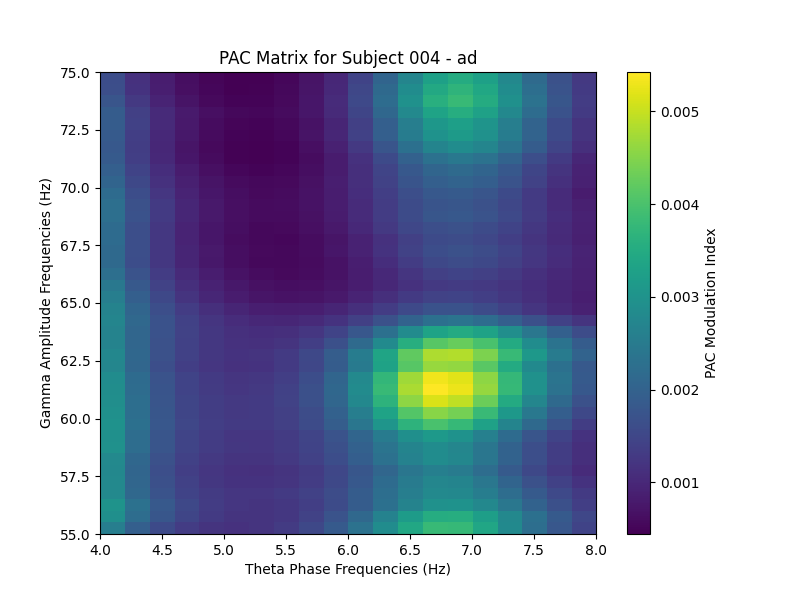 PAC Matrix for Subject 004 - ad
75.0
72.5
70.0
67.5
65.0
62.5
60.0
57.5
55.0
Gamma Amplitude Frequencies (Hz)
4.0 4.5 5.0 5.5 6.0 6.5 7.0 7.5 8.0
Theta Phase Frequencies (Hz)
0.005
0.004
0.003
0.002
0.001
PAC Modulation Index